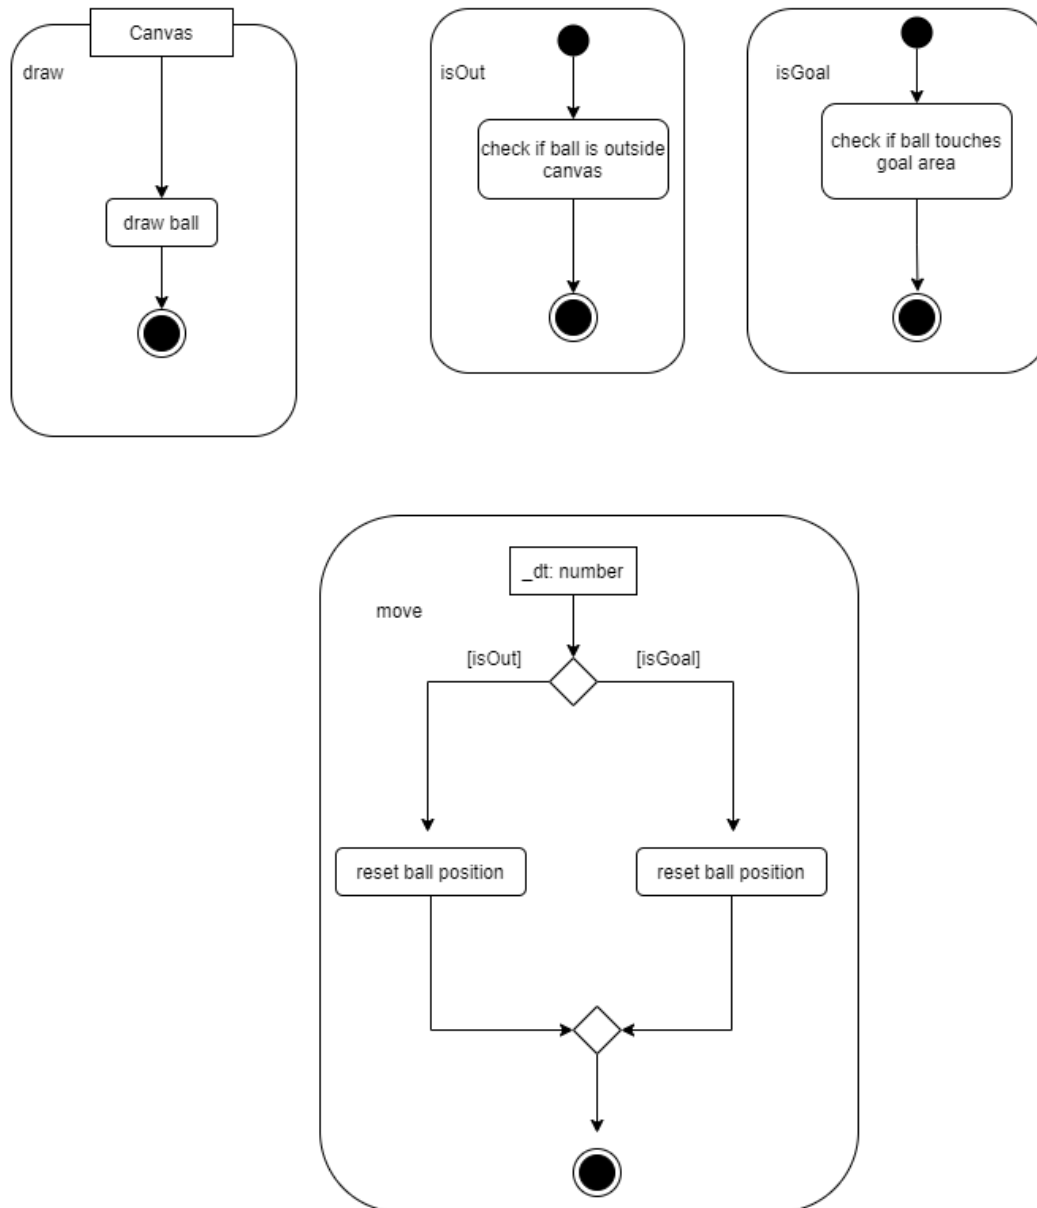 Canvas
draw
draw ball
isOut
check if ball is outside
canvas
isGoal
check if ball touches
goal area
_dt: number
move
[isOut]
[isGoal]
reset ball position
reset ball position